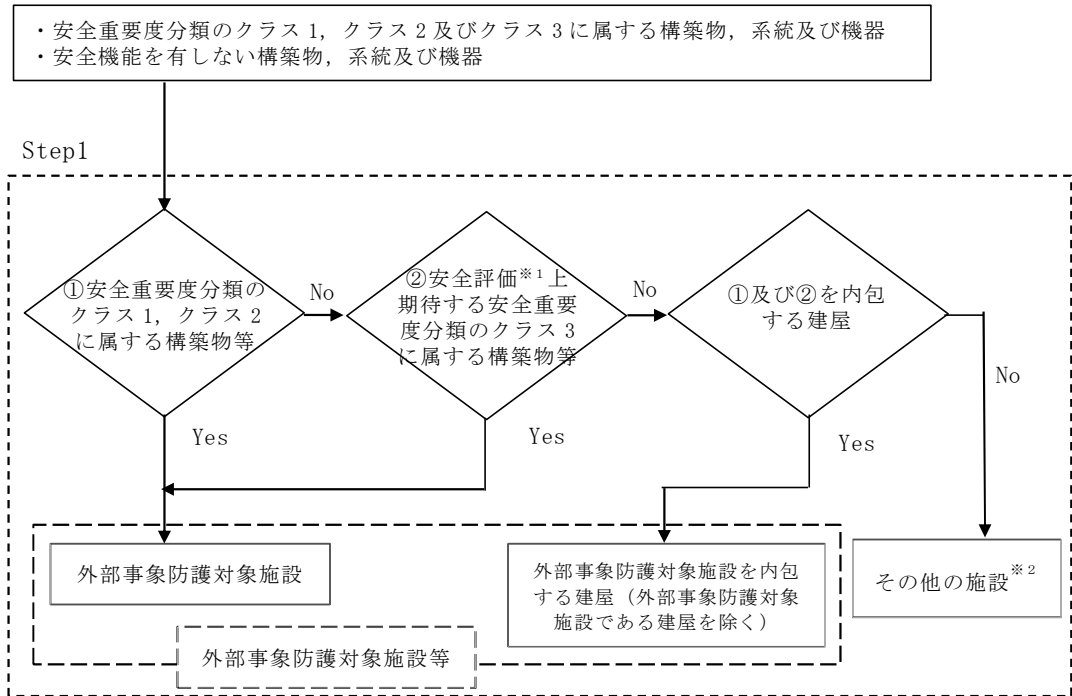 ・安全重要度分類のクラス1，クラス2及びクラス3に属する構築物，系統及び機器
・安全機能を有しない構築物，系統及び機器
Step1
①安全重要度分類の
クラス1，クラス2
に属する構築物等
No
②安全評価※1上
期待する安全重要
度分類のクラス3
に属する構築物等
No
①及び②を内包
する建屋
No
Yes
Yes
Yes
外部事象防護対象施設
外部事象防護対象施設を内包
する建屋（外部事象防護対象
施設である建屋を除く）
その他の施設※2
外部事象防護対象施設等